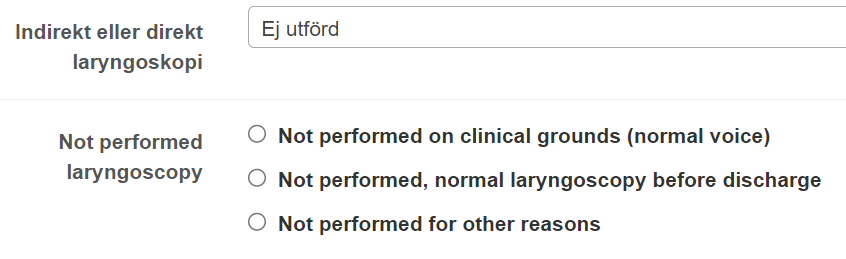 Indirekt eller direkt
laryngoskopi
Ej utförd
Not performed
laryngoscopy
Not performed on clinical grounds (normal voice)
Not performed, normal laryngoscopy before discharge
Not performed for other reasons